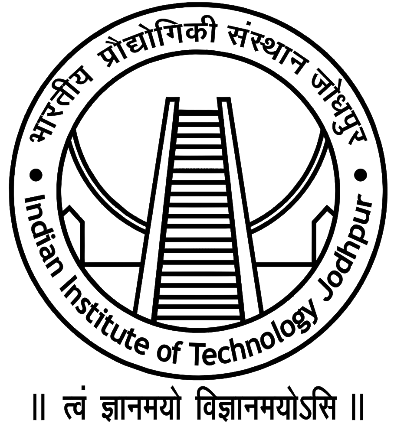 भारतीय प्रौद्योगिकी संस्थान जोधपुर
Indian Institute of Technology Jodhpur
॥ त्वं ज्ञानमयो विज्ञानमयोऽसि ॥